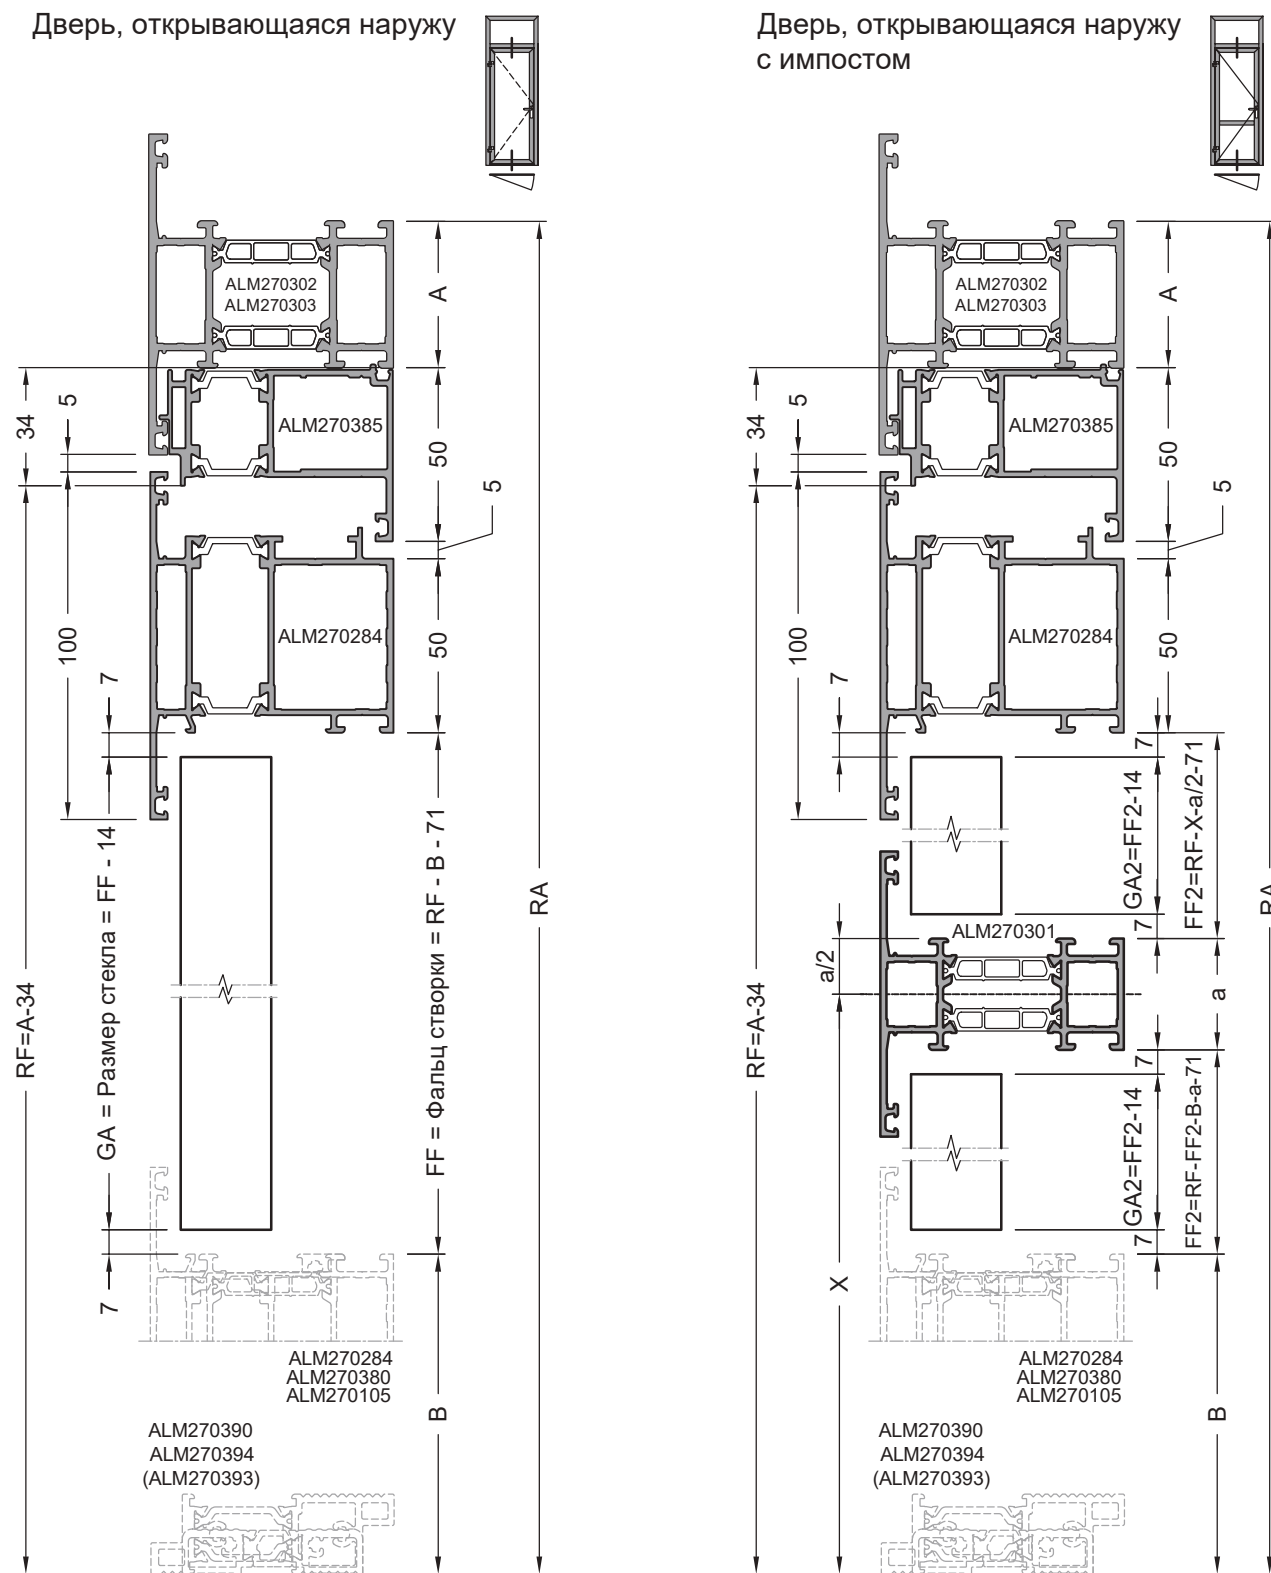 Дверь, открывающаяся наружу
ALM270302
ALM270303
A
34
5
ALM270385
50
5
100
ALM270284
50
7
GA = Размер стекла = FF - 14
FF = Фальц створки = RF - B - 71
RA
RF=A-34
7
ALM270284
ALM270380
ALM270105
B
ALM270390
ALM270394
(ALM270393)
Дверь, открывающаяся наружу
с импостом
ALM270302
ALM270303
A
34
5
ALM270385
50
5
100
ALM270284
50
7
7
GA2=FF2-14
FF2=RF-X-a/2-71
RA
7
ALM270301
a/2
a
RF=A-34
7
GA2=FF2-14
FF2=RF-FF2-B-a-71
7
X
ALM270284
ALM270380
ALM270105
B
ALM270390
ALM270394
(ALM270393)